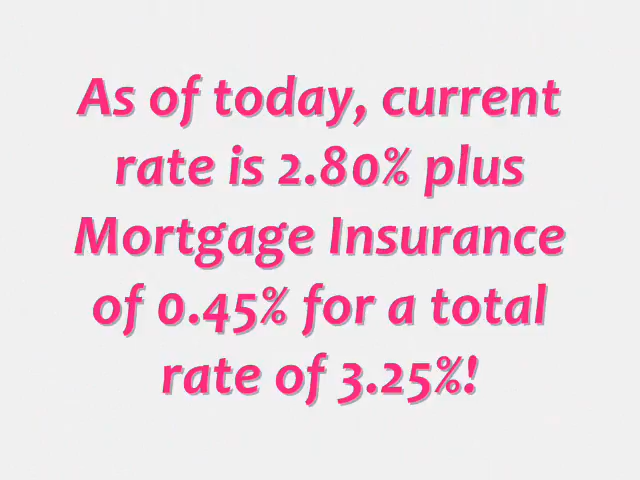 As of today, current
rate is 2.80% plus
Mortgage Insurance
of 0.45% for a total
rate of 3.25%!